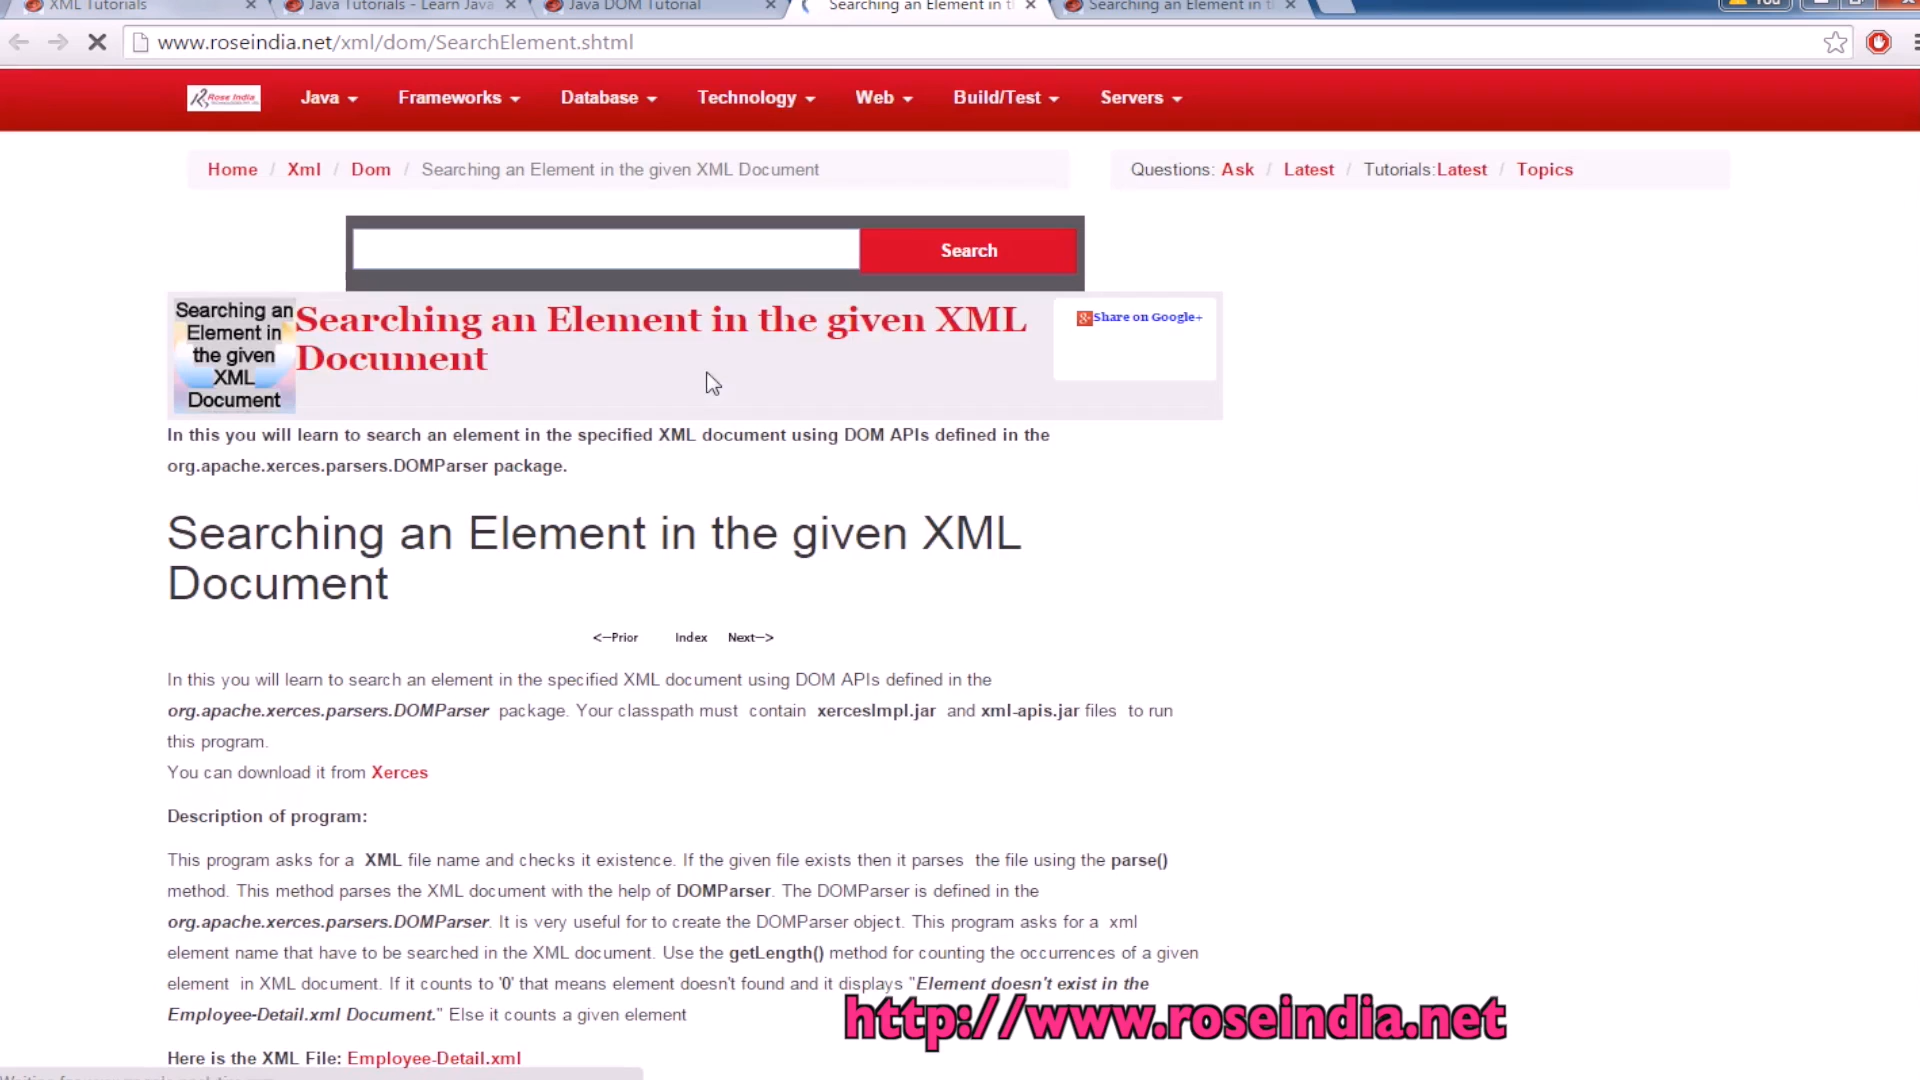 XML Tutorials
Java Tutorials - Learn Java
Java DOM Tutorial
Searching an Element in t
Searching an Element in t
You
www.roseindia.net/xml/dom/SearchElement.shtml
Rose India
Java Frameworks Database Technology Web Build/Test Servers
Home / Xml / Dom / Searching an Element in the given XML Document
Questions: Ask / Latest / Tutorials:Latest / Topics
Search
Searching an
Element in
the given
XML
Document
Searching an Element in the given XML
Document
Share on Google+
In this you will learn to search an element in the specified XML document using DOM APIs defined in the
org.apache.xerces.parsers.DOMParser package.
Searching an Element in the given XML
Document
<--Prior Index Next-->
In this you will learn to search an element in the specified XML document using DOM APIs defined in the
org.apache.xerces.parsers.DOMParser package. Your classpath must contain xercesImpl.jar and xml-apis.jar files to run
this program.
You can download it from Xerces
Description of program:
This program asks for a XML file name and checks it existence. If the given file exists then it parses the file using the parse()
method. This method parses the XML document with the help of DOMParser. The DOMParser is defined in the
org.apache.xerces.parsers.DOMParser. It is very useful for to create the DOMParser object. This program asks for a xml
element name that have to be searched in the XML document. Use the getLength() method for counting the occurrences of a given
element in XML document. If it counts to '0' that means element doesn't found and it displays "Element doesn't exist in the
Employee-Detail.xml Document." Else it counts a given element
http://www.roseindia.net
Here is the XML File: Employee-Detail.xml